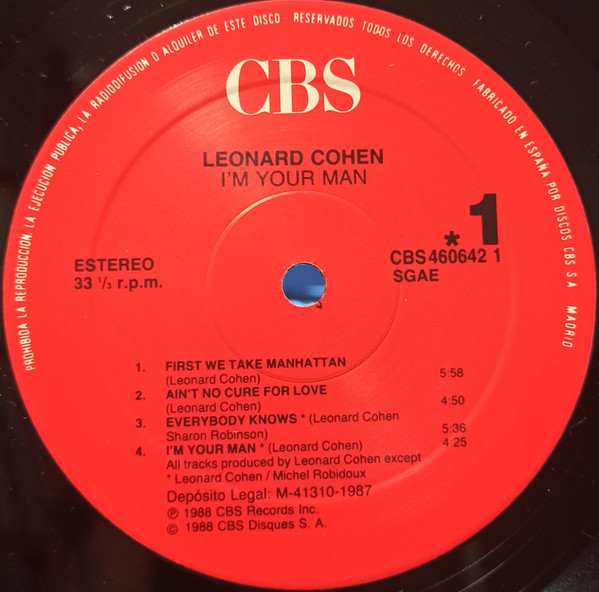 PROHIBIDA LA REPRODUCCION, LA EJECUCION PUBLICA, LA RADIODIFUSION O ALQUILER DE ESTE DISCO · RESERVADOS TODOS LOS DERECHOS. FABRICADO EN ESPAÑA POR DISCOS CBS S.A. MADRID
CBS
LEONARD COHEN
I'M YOUR MAN
*1
ESTEREO
33 1/3 r.p.m.
CBS 460642 1
SGAE
1. FIRST WE TAKE MANHATTAN
(Leonard Cohen) 5:58
2. AIN'T NO CURE FOR LOVE
(Leonard Cohen) 4:50
3. EVERYBODY KNOWS * (Leonard Cohen
Sharon Robinson) 5:36
4. I'M YOUR MAN * (Leonard Cohen) 4:25
All tracks produced by Leonard Cohen except
* Leonard Cohen / Michel Robidoux
Depósito Legal: M-41310-1987
℗ 1988 CBS Records Inc.
© 1988 CBS Disques S. A.